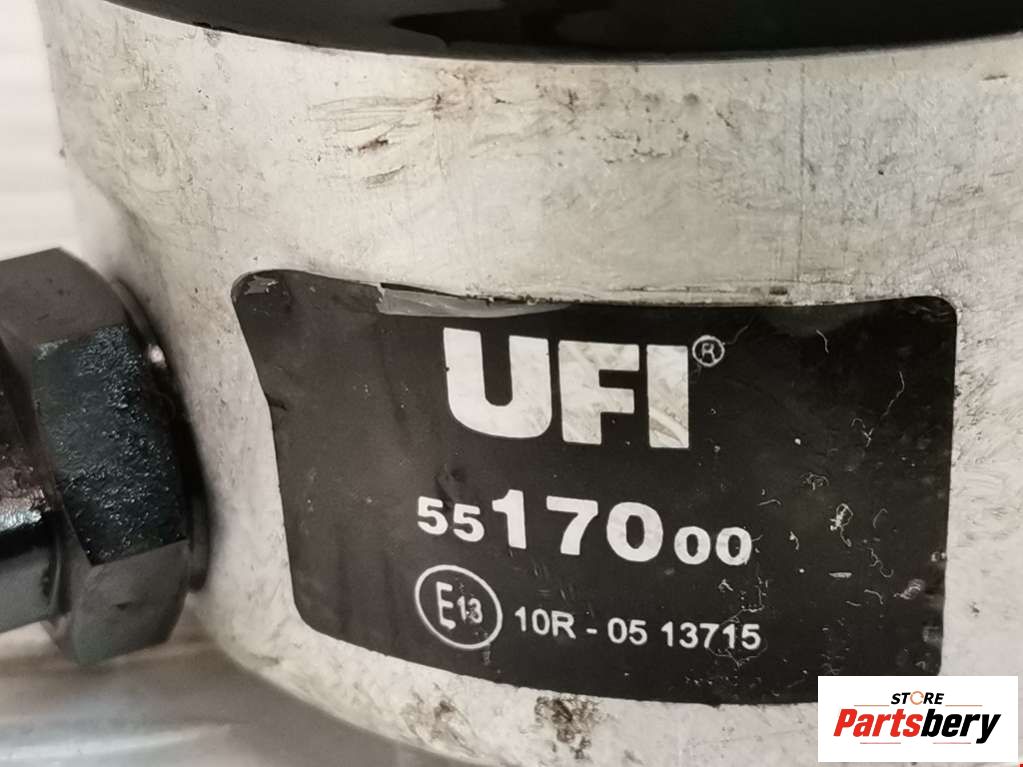 UFI®
5517000
E13 10R - 05 13715
STORE
Partsbery